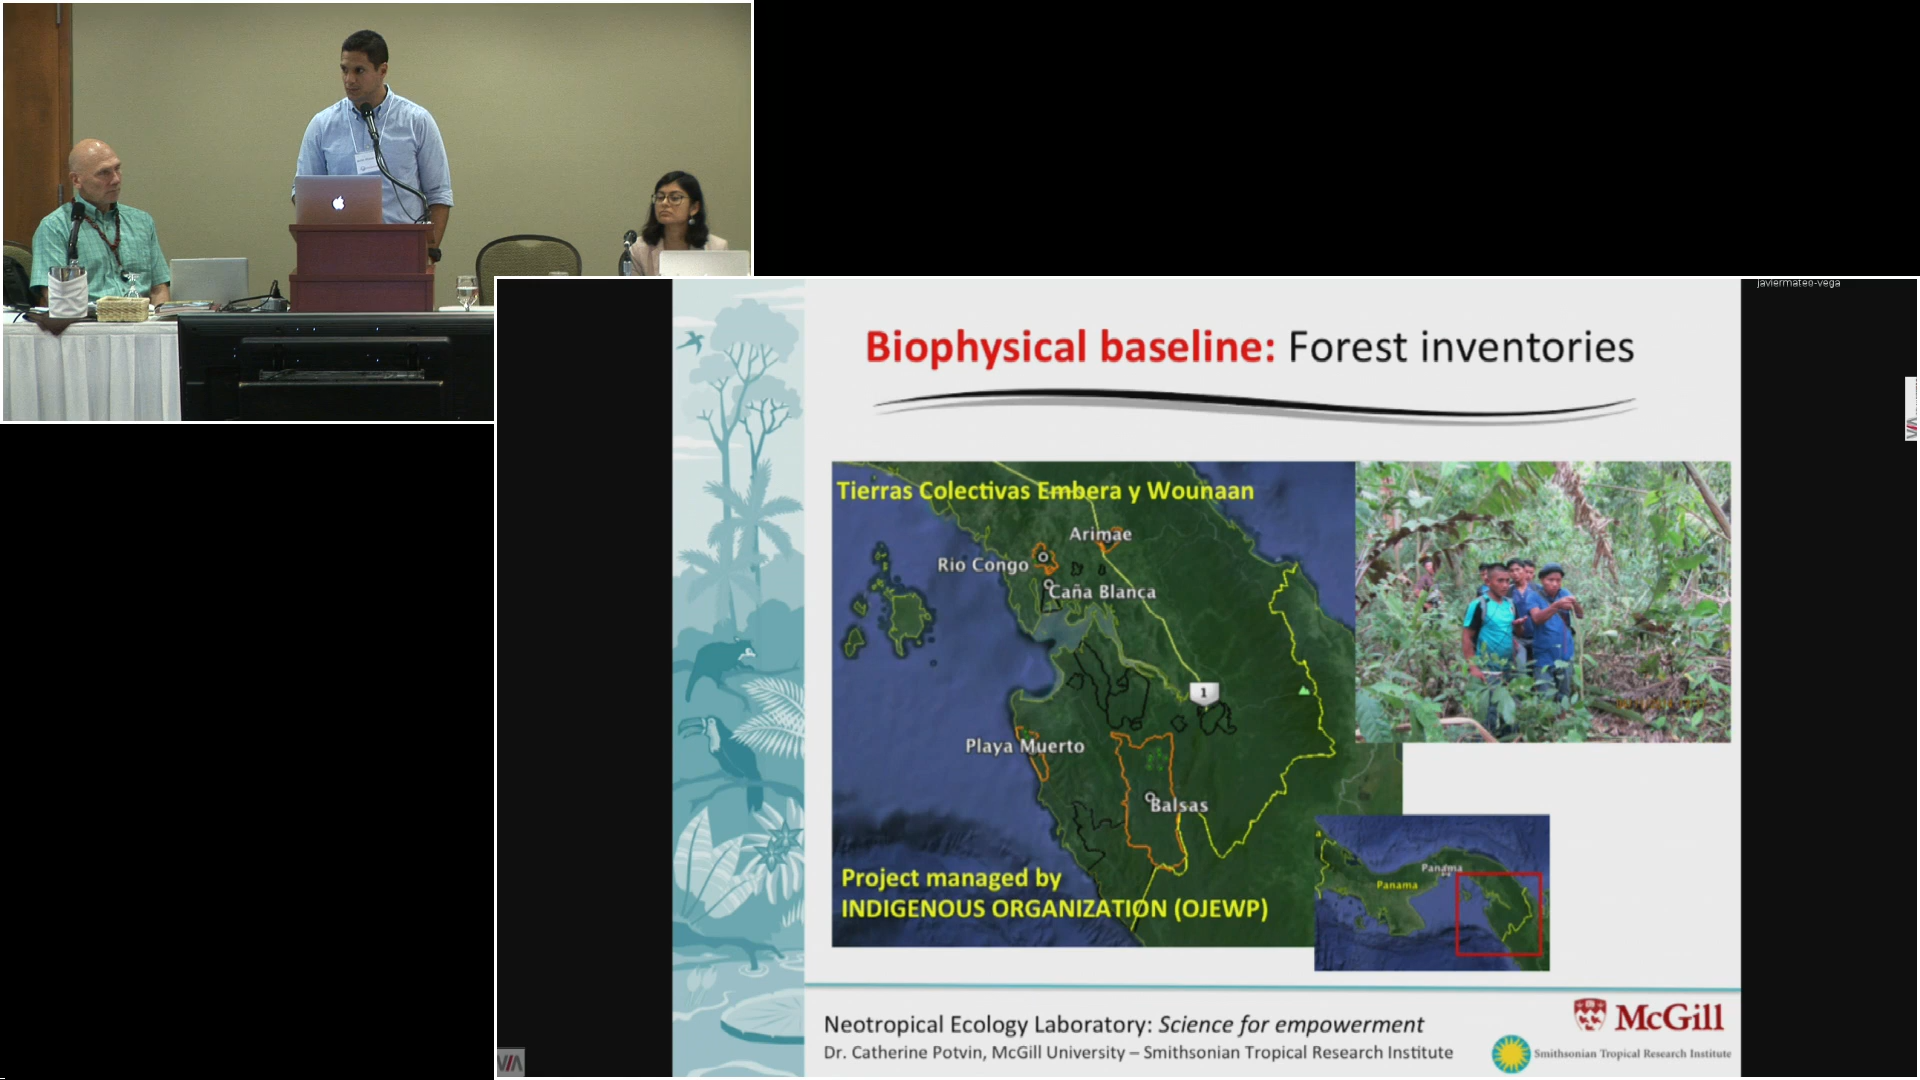 javiermateo-vega
Biophysical baseline: Forest inventories
Tierras Colectivas Embera y Wounaan
Arimae
Rio Congo
Caña Blanca
1
Playa Muerto
Balsas
Project managed by
INDIGENOUS ORGANIZATION (OJEWP)
a
Panama
Panama
Neotropical Ecology Laboratory: Science for empowerment
Dr. Catherine Potvin, McGill University – Smithsonian Tropical Research Institute
McGill
Smithsonian Tropical Research Institute